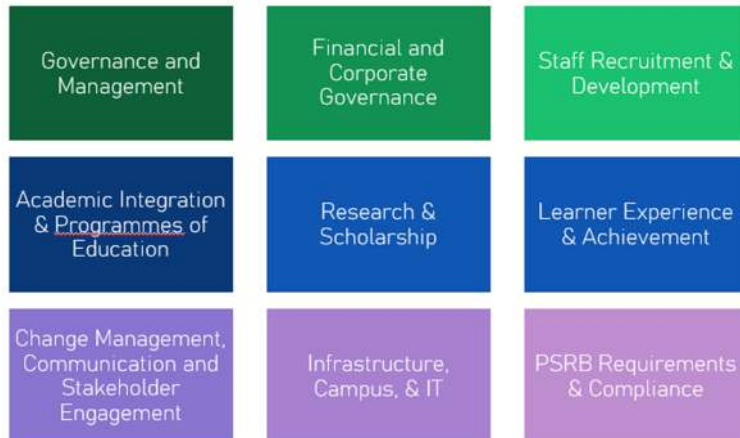 Governance and
Management
Financial and
Corporate
Governance
Staff Recruitment &
Development
Academic Integration
& Programmes of
Education
Research &
Scholarship
Learner Experience
& Achievement
Change Management,
Communication and
Stakeholder
Engagement
Infrastructure,
Campus, & IT
PSRB Requirements
& Compliance